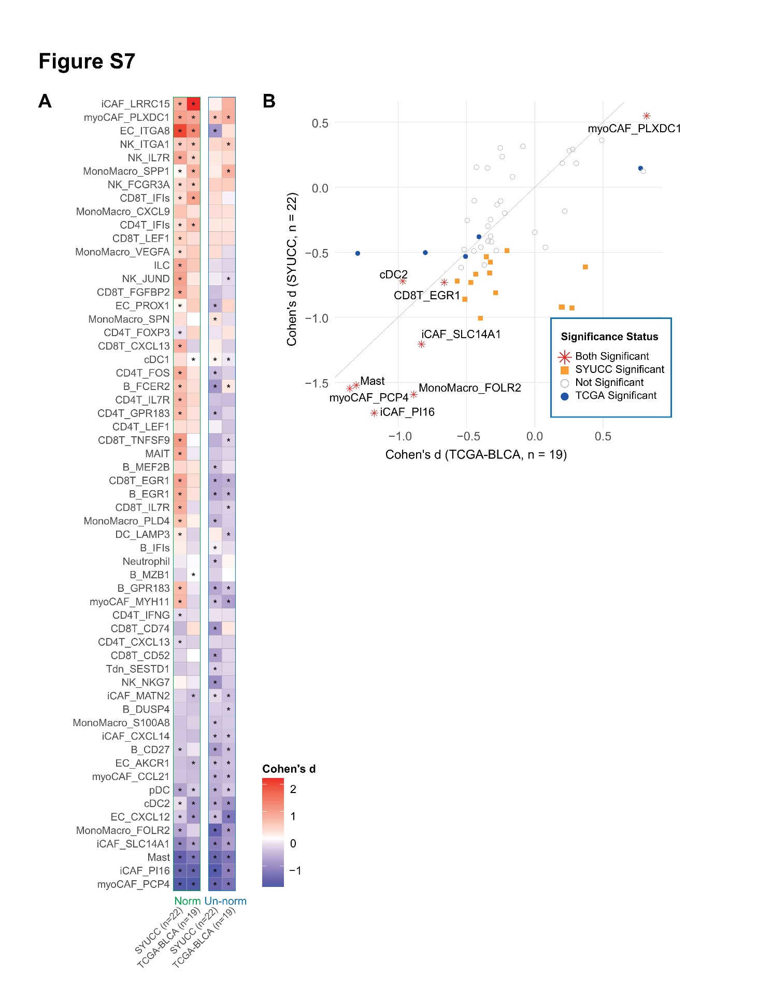 Figure S7
A
iCAF_LRRC15
myoCAF_PLXDC1
EC_ITGA8
NK_ITGA1
NK_IL7R
MonoMacro_SPP1
NK_FCGR3A
CD8T_IFIs
MonoMacro_CXCL9
CD4T_IFIs
CD8T_LEF1
MonoMacro_VEGFA
ILC
NK_JUND
CD8T_FGFBP2
EC_PROX1
MonoMacro_SPN
CD4T_FOXP3
CD8T_CXCL13
cDC1
CD4T_FOS
B_FCER2
CD4T_IL7R
CD4T_GPR183
CD4T_LEF1
CD8T_TNFSF9
MAIT
B_MEF2B
CD8T_EGR1
B_EGR1
CD8T_IL7R
MonoMacro_PLD4
DC_LAMP3
B_IFIs
Neutrophil
B_MZB1
B_GPR183
myoCAF_MYH11
CD4T_IFNG
CD8T_CD74
CD4T_CXCL13
CD8T_CD52
Tdn_SESTD1
NK_NKG7
iCAF_MATN2
B_DUSP4
MonoMacro_S100A8
iCAF_CXCL14
B_CD27
EC_AKCR1
myoCAF_CCL21
pDC
cDC2
EC_CXCL12
MonoMacro_FOLR2
iCAF_SLC14A1
Mast
iCAF_PI16
myoCAF_PCP4
Norm Un-norm
SYUCC (n=22)
TCGA-BLCA (n=19)
SYUCC (n=22)
TCGA-BLCA (n=19)
Cohen's d
2
1
0
−1
B
Cohen's d (SYUCC, n = 22)
0.5
0.0
−0.5
−1.0
−1.5
myoCAF_PLXDC1
cDC2
CD8T_EGR1
iCAF_SLC14A1
Mast
MonoMacro_FOLR2
myoCAF_PCP4
iCAF_PI16
Significance Status
Both Significant
SYUCC Significant
Not Significant
TCGA Significant
−1.0 −0.5 0.0 0.5
Cohen's d (TCGA-BLCA, n = 19)